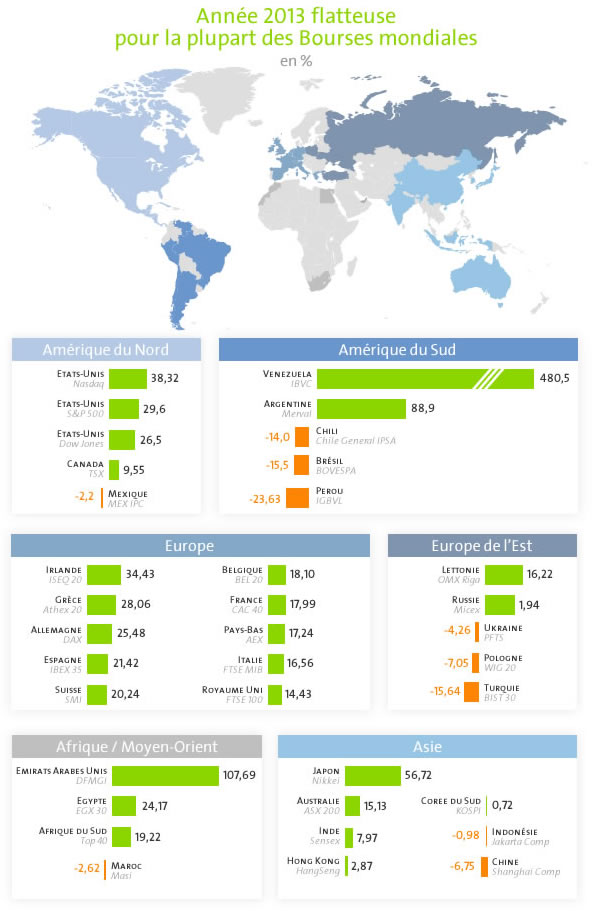 Année 2013 flatteuse
pour la plupart des Bourses mondiales
en %
Amérique du Nord
ETATS-UNIS
Nasdaq
38,32
ETATS-UNIS
S&P 500
29,6
ETATS-UNIS
Dow Jones
26,5
CANADA
TSX
9,55
-2,2
MEXIQUE
MEX IPC
Amérique du Sud
VENEZUELA
IBVC
480,5
ARGENTINE
Merval
88,9
-14,0
CHILI
Chile General IPSA
-15,5
BRÉSIL
BOVESPA
-23,63
PEROU
IGBVL
Europe
IRLANDE
ISEQ 20
34,43
GRÈCE
Athex 20
28,06
ALLEMAGNE
DAX
25,48
ESPAGNE
IBEX 35
21,42
SUISSE
SMI
20,24
BELGIQUE
BEL 20
18,10
FRANCE
CAC 40
17,99
PAYS-BAS
AEX
17,24
ITALIE
FTSE MIB
16,56
ROYAUME UNI
FTSE 100
14,43
Europe de l'Est
LETTONIE
OMX Riga
16,22
RUSSIE
Micex
1,94
-4,26
UKRAINE
PFTS
-7,05
POLOGNE
WIG 20
-15,64
TURQUIE
BIST 30
Afrique / Moyen-Orient
EMIRATS ARABES UNIS
DFMGI
107,69
EGYPTE
EGX 30
24,17
AFRIQUE DU SUD
Top 40
19,22
-2,62
MAROC
Masi
Asie
JAPON
Nikkei
56,72
AUSTRALIE
ASX 200
15,13
INDE
Sensex
7,97
HONG KONG
HangSeng
2,87
COREE DU SUD
KOSPI
0,72
-0,98
INDONÉSIE
Jakarta Comp
-6,75
CHINE
Shanghai Comp